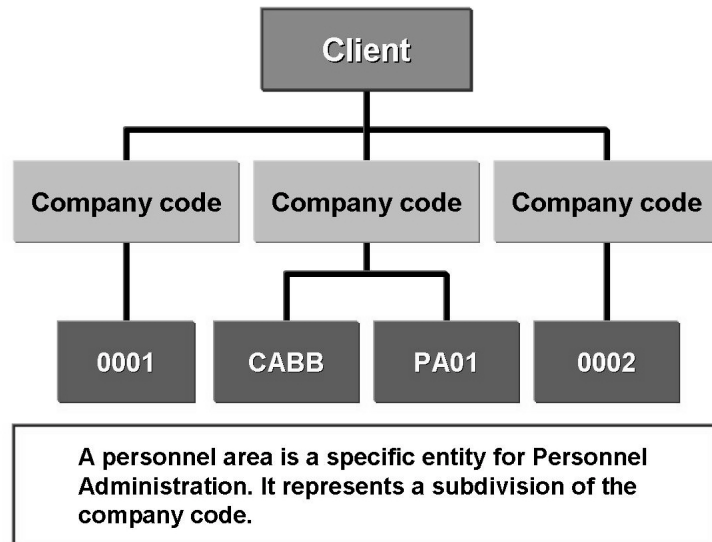 Client
Company code
Company code
Company code
0001
CABB
PA01
0002
A personnel area is a specific entity for Personnel
Administration. It represents a subdivision of the
company code.